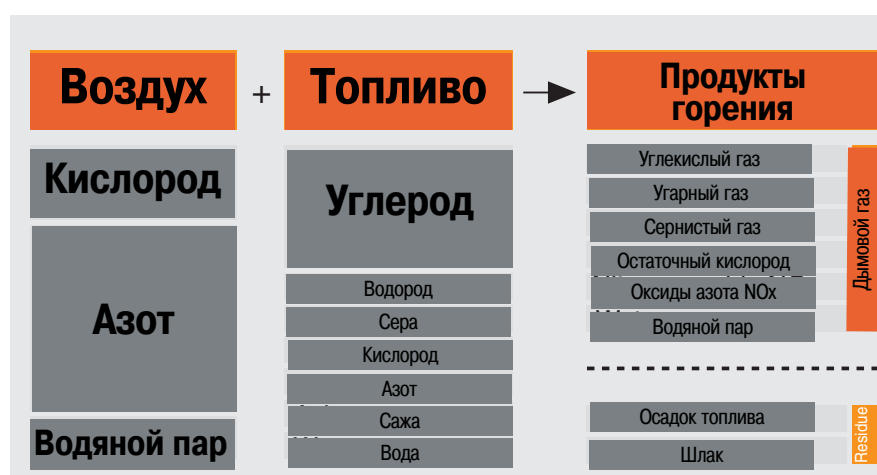 Воздух + Топливо → Продукты
горения
Кислород
Азот
Водяной пар
Углерод
Водород
Сера
Кислород
Азот
Сажа
Вода
Углекислый газ
Угарный газ
Сернистый газ
Остаточный кислород
Оксиды азота NOx
Водяной пар
Дымовой газ
Осадок топлива
Шлак
Residue